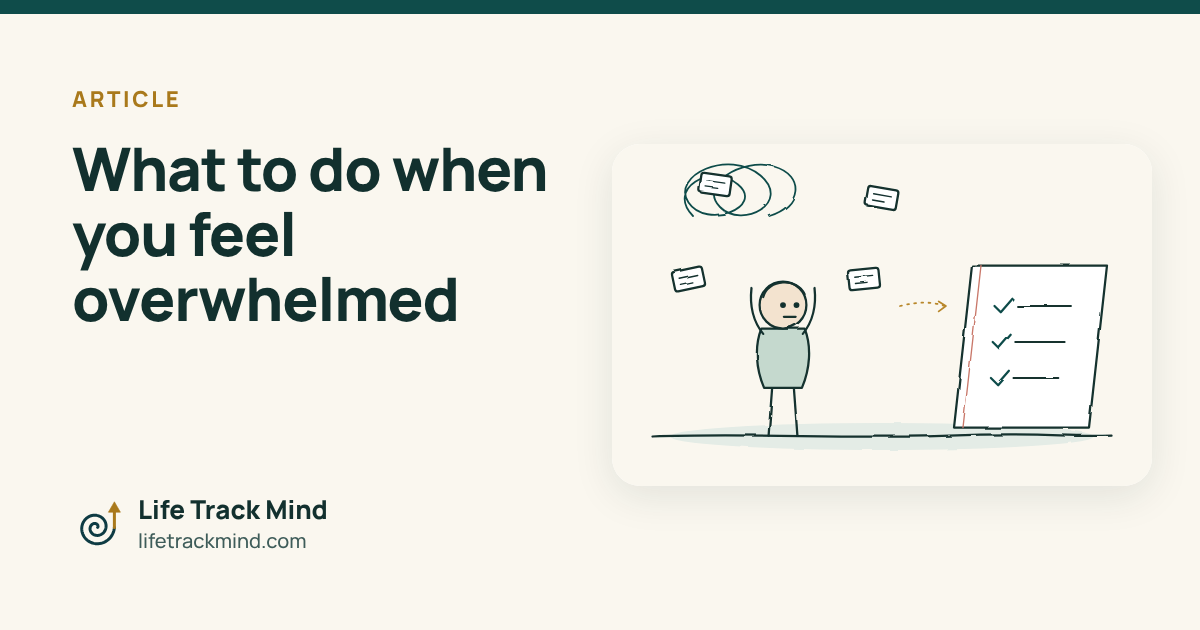 ARTICLE
What to do when
you feel
overwhelmed
Life Track Mind
lifetrackmind.com